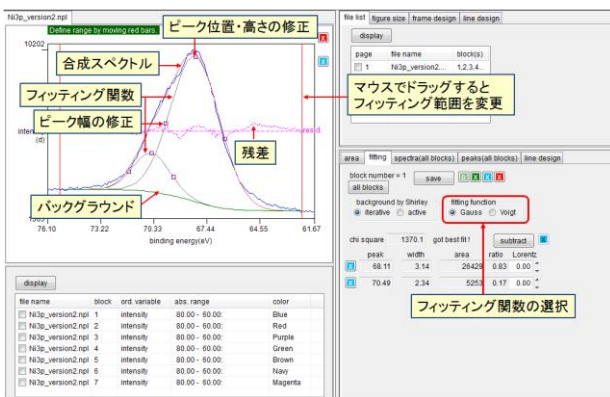 Ni3p_version2.npl
Define range by moving red bars.
10202
ピーク位置・高さの修正
合成スペクトル
フィッティング関数
ピーク幅の修正
残差
バックグラウンド
(d)
76.10 73.22 70.33 67.44 64.55 61.67
binding energy(eV)
マウスでドラッグすると
フィッティング範囲を変更
file list figure size frame design line design
display
page file name block(s)
1 Ni3p_version2.... 1,2,3,4...
area fitting spectra(all blocks) peaks(all blocks) line design
block number = 1 save
all blocks
background by Shirley fitting function
iterative active Gauss Voigt
chi square 1370.1 got best fit ! subtract
peak width area ratio Lorentz
68.11 3.14 26429 0.83 0.00
70.49 2.34 5253 0.17 0.00
フィッティング関数の選択
display
file name block ord. variable abs. range color
Ni3p_version2.npl 1 intensity 80.00 - 60.00: Blue
Ni3p_version2.npl 2 intensity 80.00 - 60.00: Red
Ni3p_version2.npl 3 intensity 80.00 - 60.00: Purple
Ni3p_version2.npl 4 intensity 80.00 - 60.00: Green
Ni3p_version2.npl 5 intensity 80.00 - 60.00: Brown
Ni3p_version2.npl 6 intensity 80.00 - 60.00: Navy
Ni3p_version2.npl 7 intensity 80.00 - 60.00: Magenta